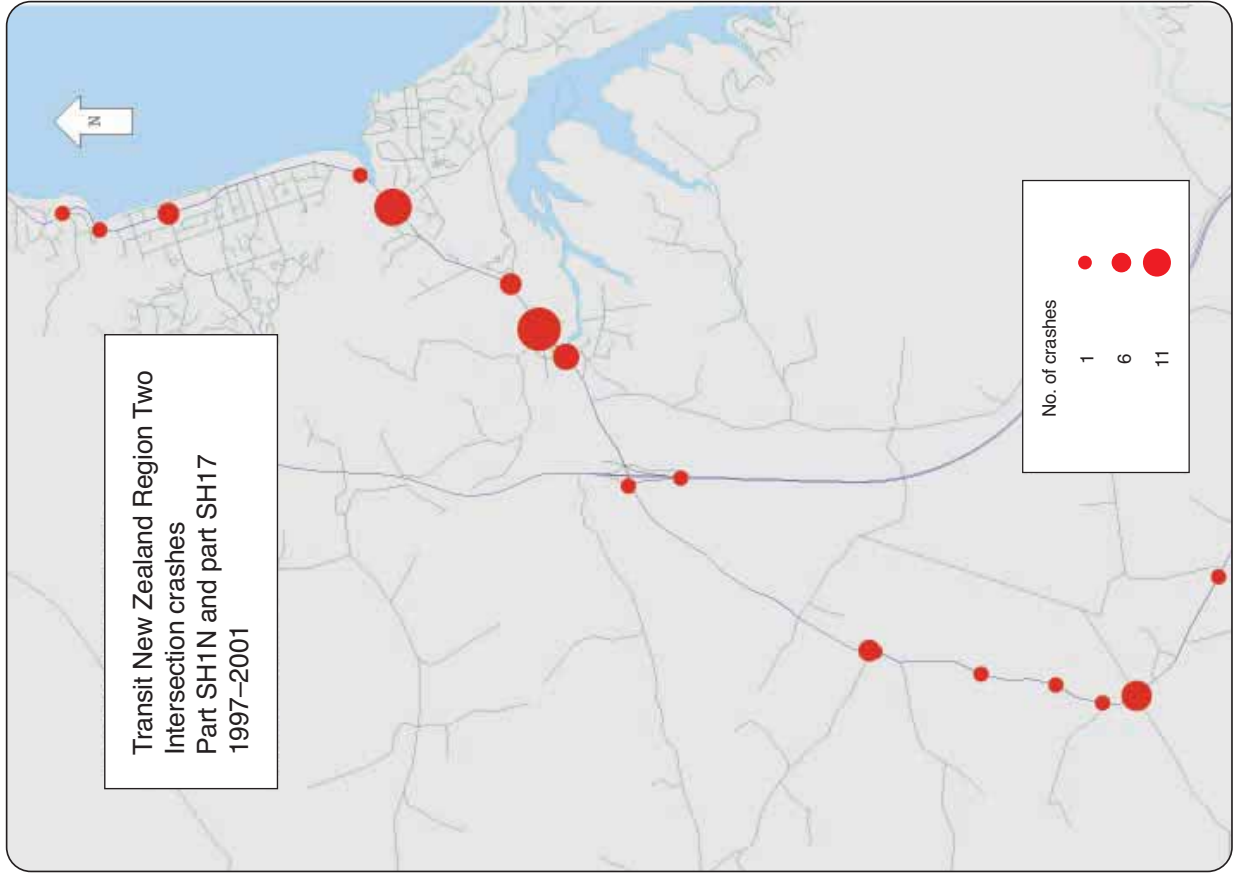 N
Transit New Zealand Region Two
Intersection crashes
Part SH1N and part SH17
1997–2001
No. of crashes
1
6
11